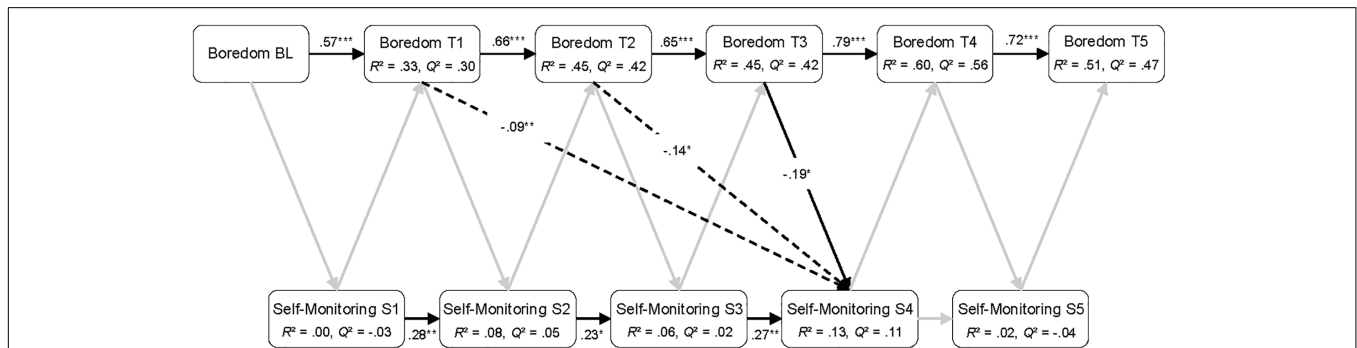 Boredom BL
.57***
Boredom T1
R² = .33, Q² = .30
.66***
Boredom T2
R² = .45, Q² = .42
.65***
Boredom T3
R² = .45, Q² = .42
.79***
Boredom T4
R² = .60, Q² = .56
.72***
Boredom T5
R² = .51, Q² = .47
-.09**
-.14*
-.19*
Self-Monitoring S1
R² = .00, Q² = -.03
.28**
Self-Monitoring S2
R² = .08, Q² = .05
.23*
Self-Monitoring S3
R² = .06, Q² = .02
.27**
Self-Monitoring S4
R² = .13, Q² = .11
Self-Monitoring S5
R² = .02, Q² = -.04